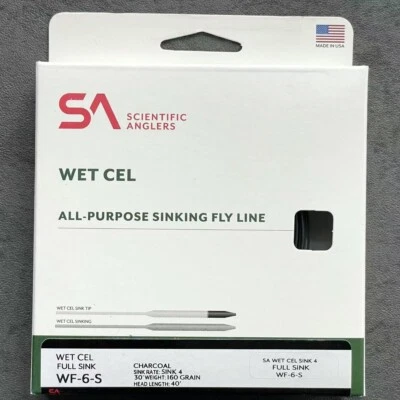 MADE IN USA
SA SCIENTIFIC
ANGLERS
WET CEL
ALL-PURPOSE SINKING FLY LINE
WET CEL SINK TIP
WET CEL SINKING
WET CEL
FULL SINK
WF-6-S
CHARCOAL
SINK RATE: SINK 4
30' WEIGHT: 160 GRAIN
HEAD LENGTH: 40'
SA WET CEL SINK 4
FULL SINK
WF-6-S